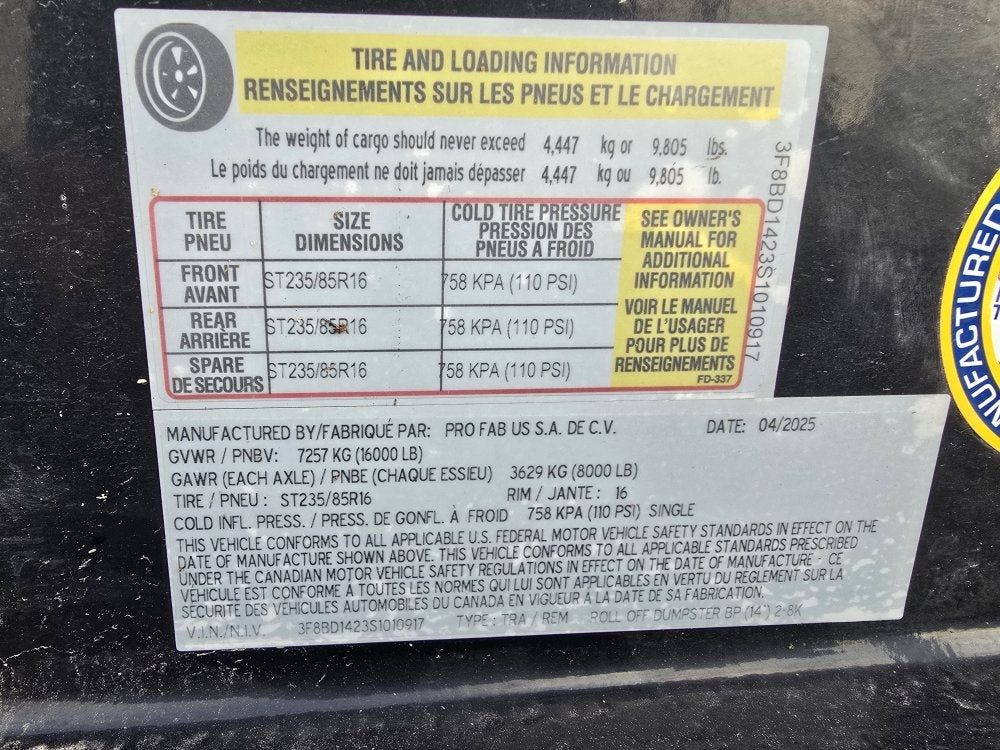 TIRE AND LOADING INFORMATION
RENSEIGNEMENTS SUR LES PNEUS ET LE CHARGEMENT
The weight of cargo should never exceed 4,447 kg or 9,805 lbs.
Le poids du chargement ne doit jamais dépasser 4,447 kg ou 9,805 lb.
TIRE
PNEU
SIZE
DIMENSIONS
COLD TIRE PRESSURE
PRESSION DES
PNEUS A FROID
SEE OWNER'S
MANUAL FOR
ADDITIONAL
INFORMATION
VOIR LE MANUEL
DE L'USAGER
POUR PLUS DE
RENSEIGNEMENTS
FD-337
FRONT
AVANT
ST235/85R16
758 KPA (110 PSI)
REAR
ARRIÈRE
ST235/85R16
758 KPA (110 PSI)
SPARE
DE SECOURS
ST235/85R16
758 KPA (110 PSI)
3F8BD1423S1010917
MANUFACTURED BY/FABRIQUÉ PAR: PRO FAB US S.A. DE C.V. DATE: 04/2025
GVWR / PNBV: 7257 KG (16000 LB)
GAWR (EACH AXLE) / PNBE (CHAQUE ESSIEU) 3629 KG (8000 LB)
TIRE / PNEU : ST235/85R16 RIM / JANTE : 16
COLD INFL. PRESS. / PRESS. DE GONFL. À FROID 758 KPA (110 PSI) SINGLE
THIS VEHICLE CONFORMS TO ALL APPLICABLE U.S. FEDERAL MOTOR VEHICLE SAFETY STANDARDS IN EFFECT ON THE
DATE OF MANUFACTURE SHOWN ABOVE. THIS VEHICLE CONFORMS TO ALL APPLICABLE STANDARDS PRESCRIBED
UNDER THE CANADIAN MOTOR VEHICLE SAFETY REGULATIONS IN EFFECT ON THE DATE OF MANUFACTURE - CE
VÉHICULE EST CONFORME À TOUTES LES NORMES QUI LUI SONT APPLICABLES EN VERTU DU RÈGLEMENT SUR LA
SÉCURITÉ DES VÉHICULES AUTOMOBILES DU CANADA EN VIGUEUR À LA DATE DE SA FABRICATION.
V.I.N./N.I.V. 3F8BD1423S1010917 TYPE : TRA / REM ROLL OFF DUMPSTER BP (14') 2-8K